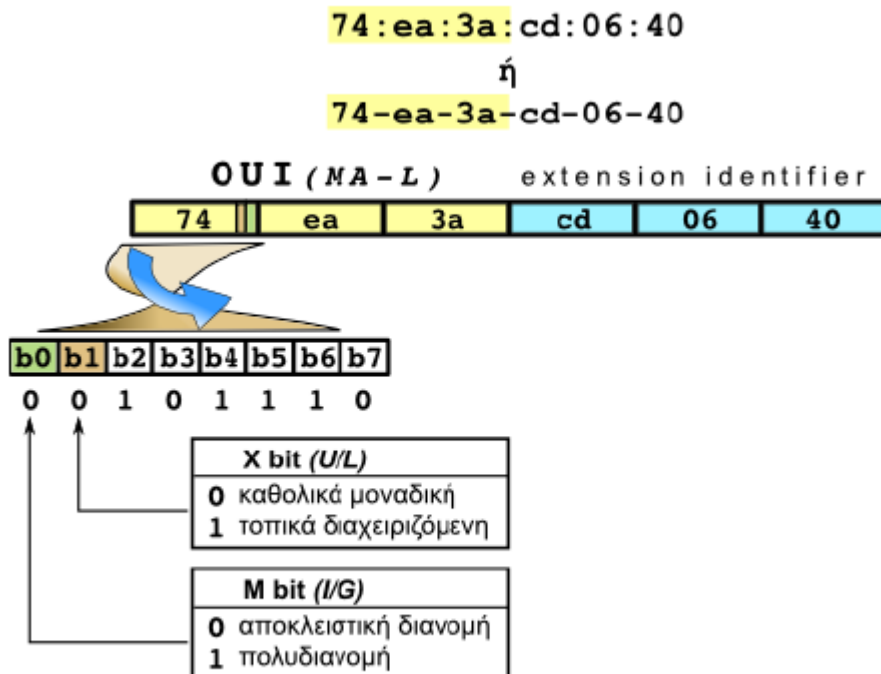 74:ea:3a:cd:06:40
ή
74-ea-3a-cd-06-40
OUI (MA-L) extension identifier
74 ea 3a cd 06 40
b0 b1 b2 b3 b4 b5 b6 b7
0 0 1 0 1 1 1 0
X bit (U/L)
0 καθολικά μοναδική
1 τοπικά διαχειριζόμενη
M bit (I/G)
0 αποκλειστική διανομή
1 πολυδιανομή